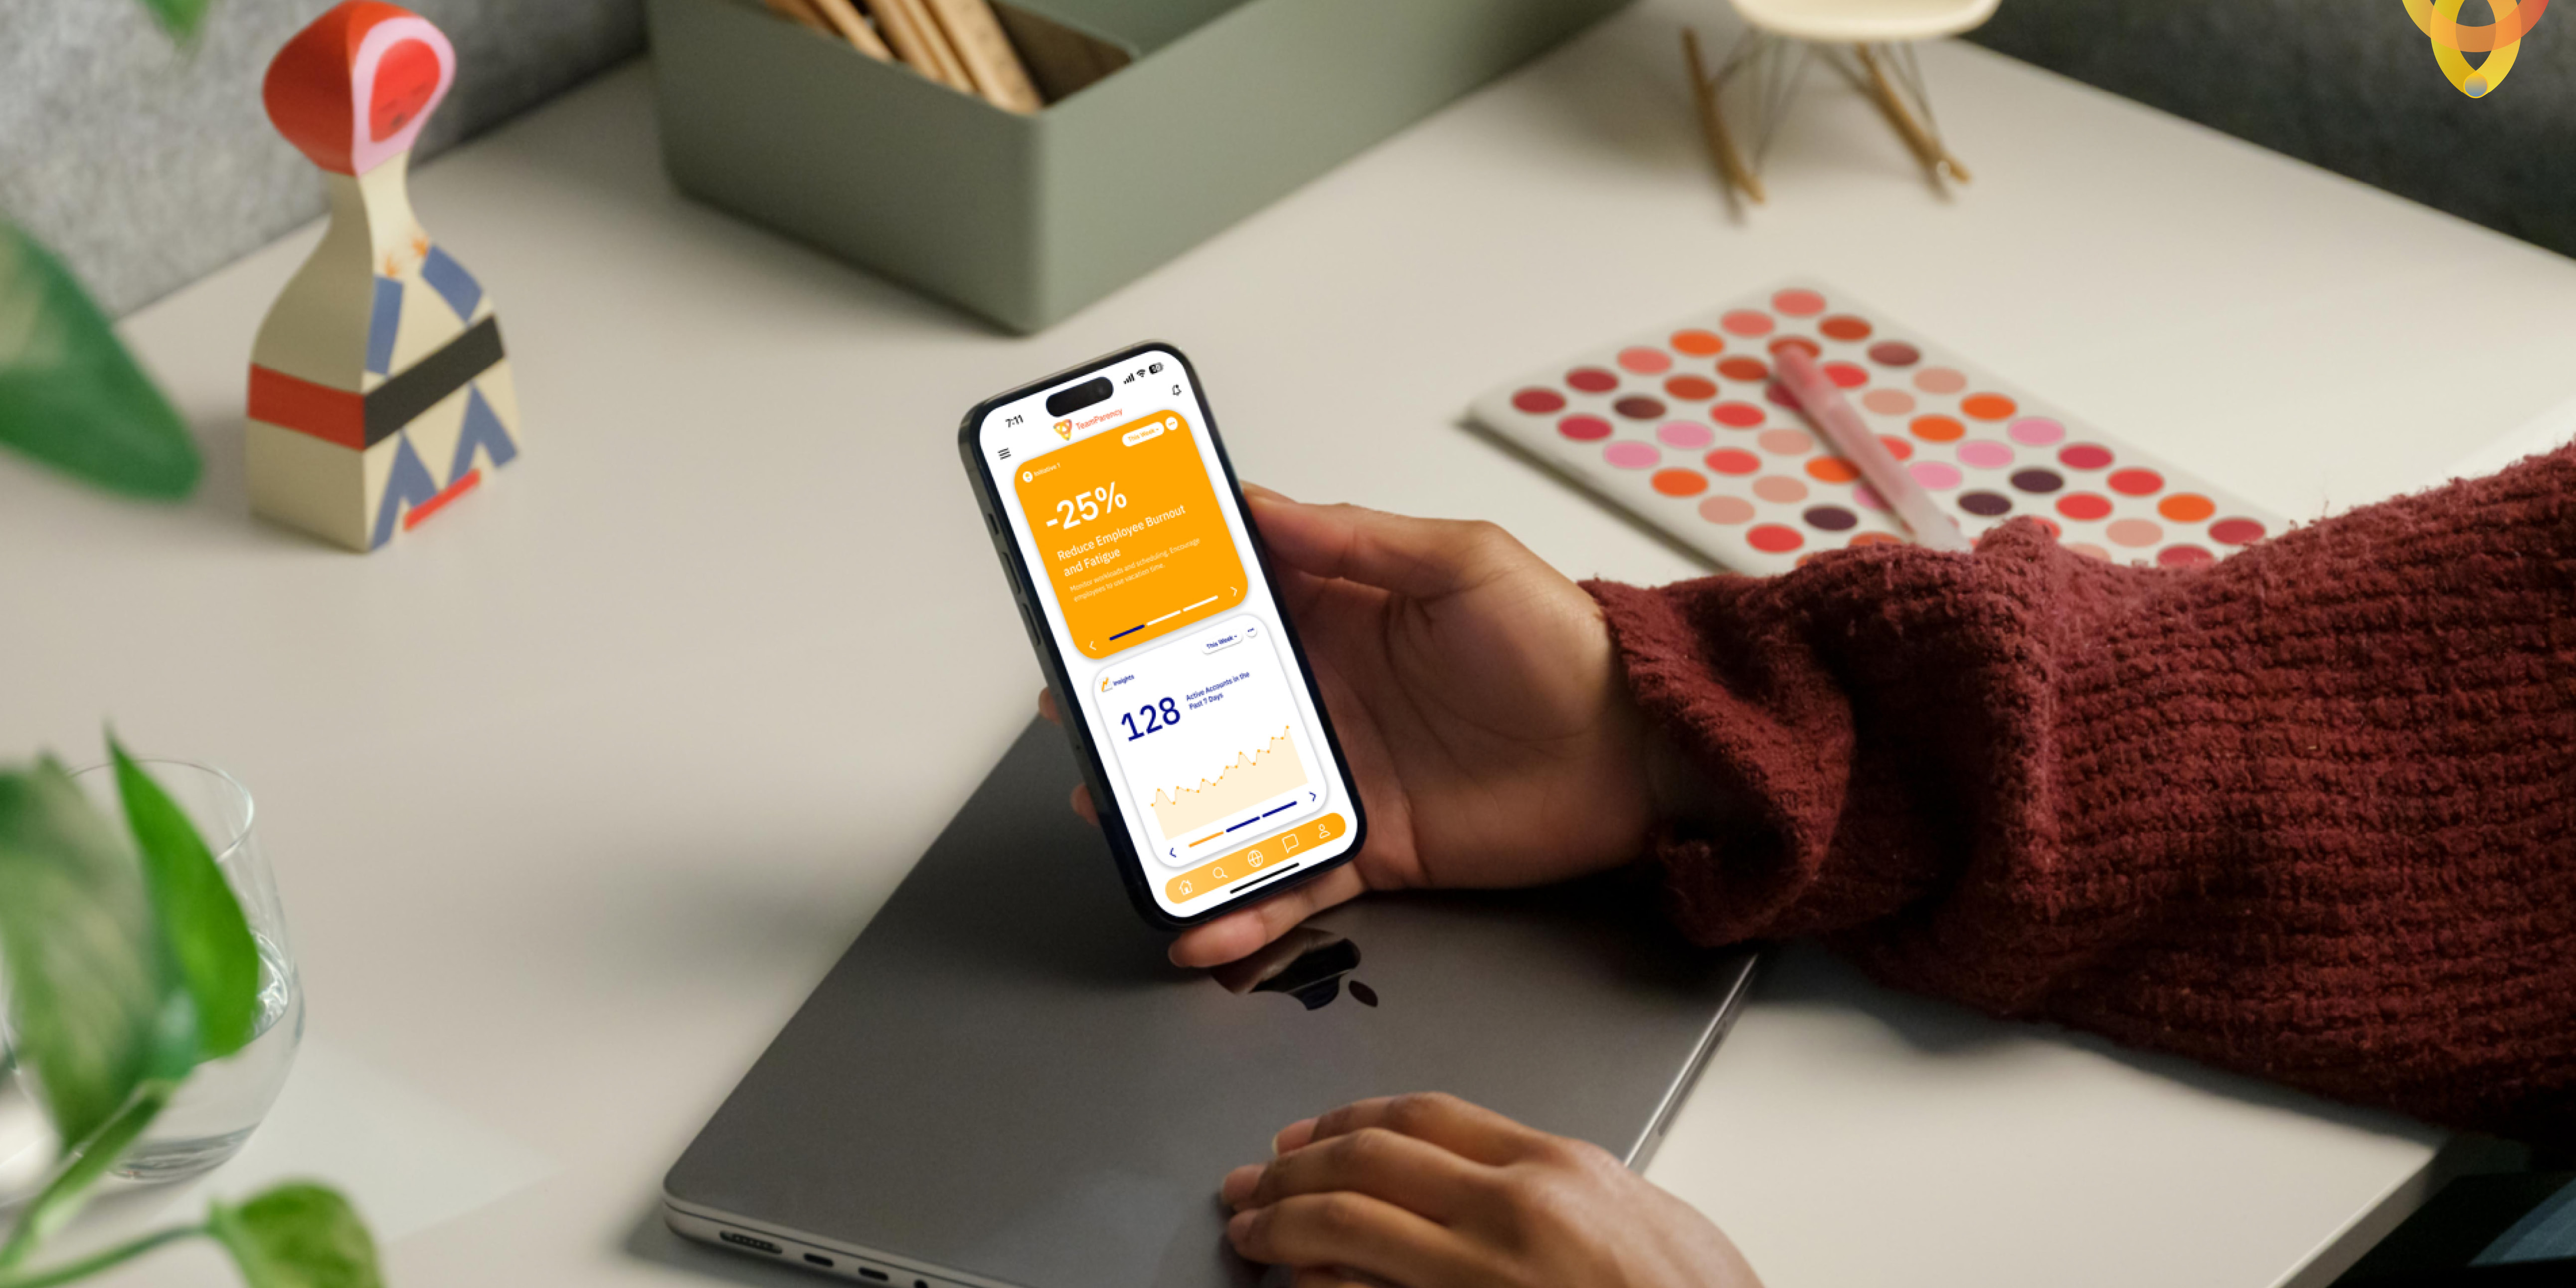 7:11
TeamParency
This Week
Initiative 1
-25%
Reduce Employee Burnout
and Fatigue
Monitor workloads and scheduling. Encourage
employees to use vacation time.
This Week
Insights
128
Active Accounts in the
Past 7 Days